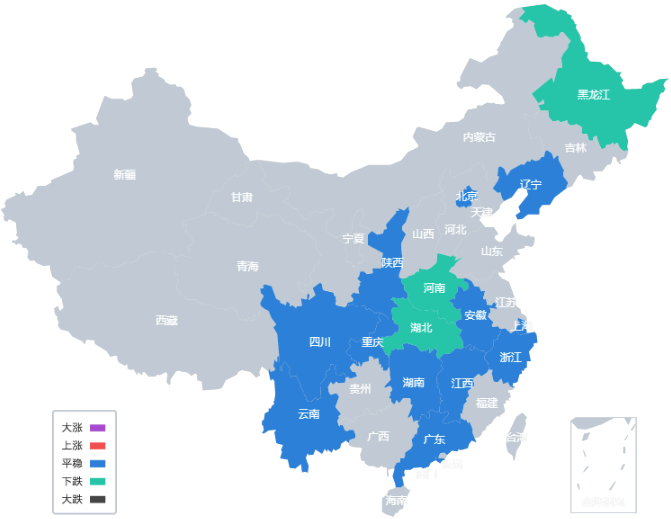 黑龙江
内蒙古
吉林
新疆
辽宁
甘肃
北京
天津
宁夏
山西
河北
山东
青海
陕西
河南
江苏
西藏
安徽
上海
湖北
四川
重庆
浙江
湖南
江西
贵州
福建
云南
广西
广东
台湾
海南
大涨
上涨
平稳
下跌
大跌